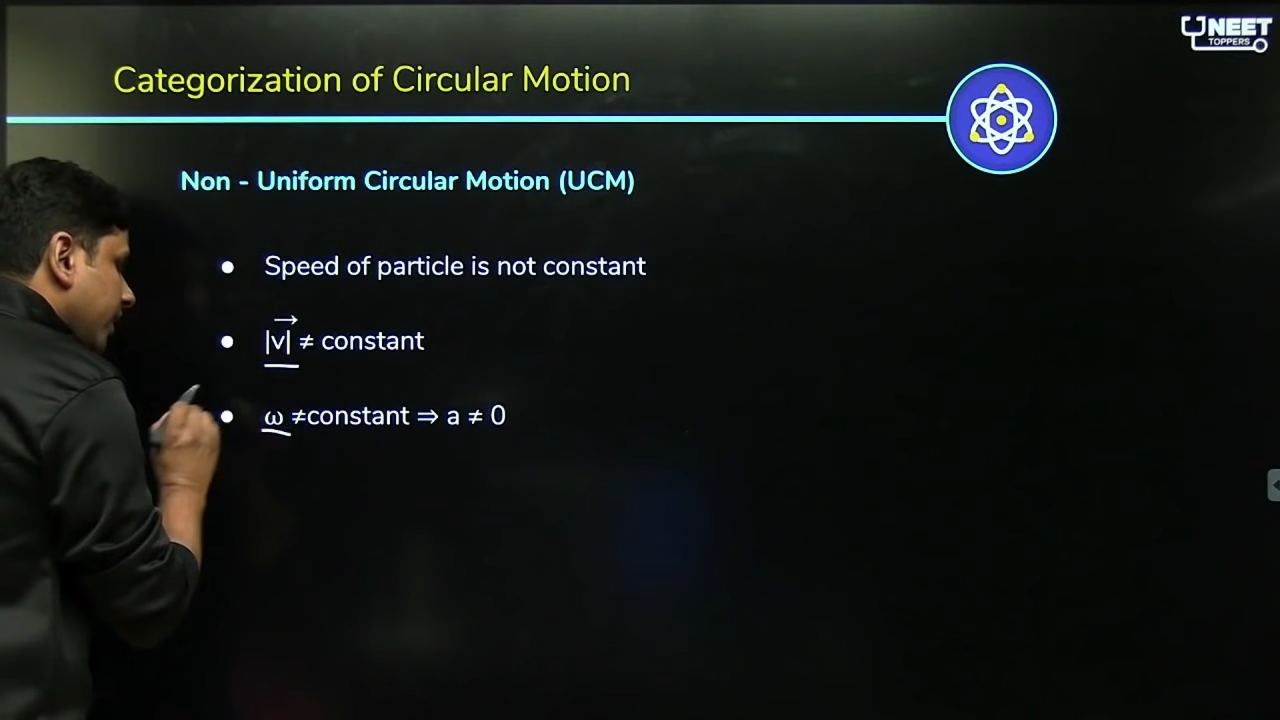 NEET
TOPPERS
Categorization of Circular Motion
Non - Uniform Circular Motion (UCM)
● Speed of particle is not constant
● |v⃗| ≠ constant
● ω ≠constant ⇒ a ≠ 0